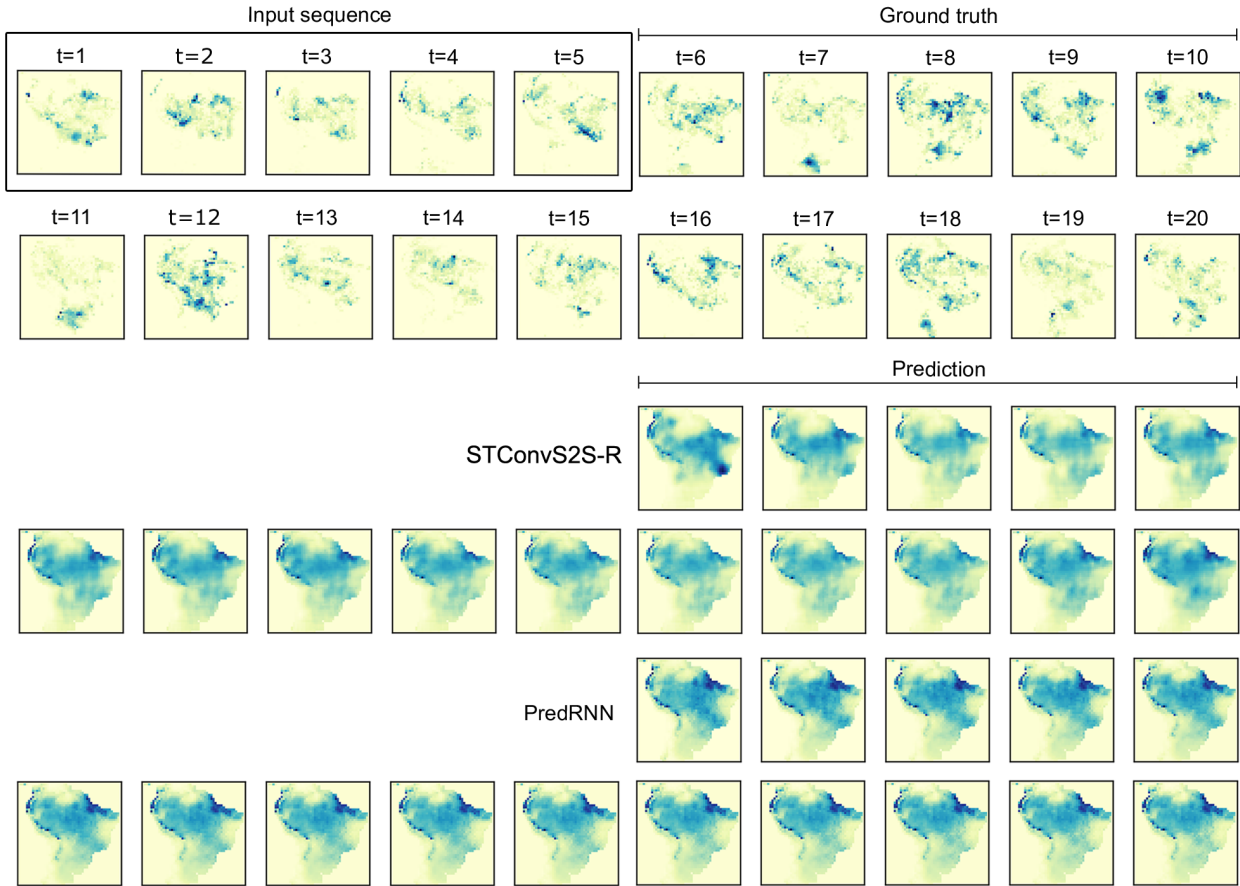 Input sequence
Ground truth
t=1 t=2 t=3 t=4 t=5 t=6 t=7 t=8 t=9 t=10
t=11 t=12 t=13 t=14 t=15 t=16 t=17 t=18 t=19 t=20
Prediction
STConvS2S-R
PredRNN